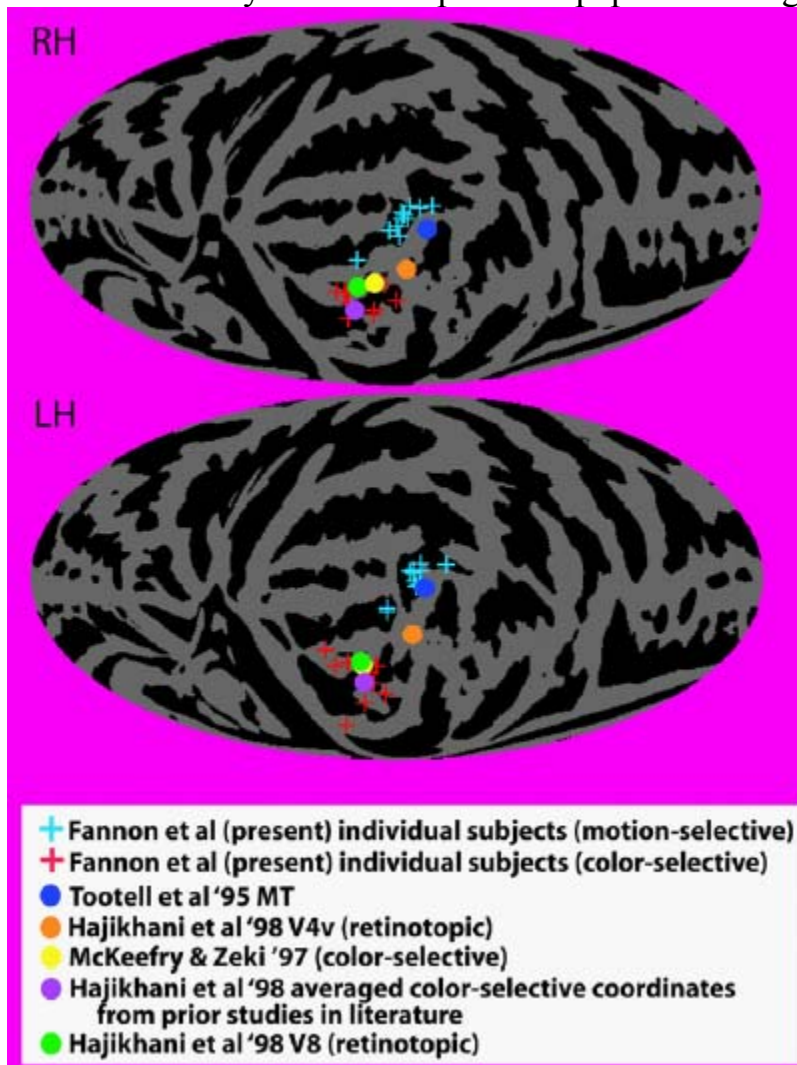 RH
LH
Fannon et al (present) individual subjects (motion-selective)
Fannon et al (present) individual subjects (color-selective)
Tootell et al ‘95 MT
Hajikhani et al ‘98 V4v (retinotopic)
McKeefry & Zeki ’97 (color-selective)
Hajikhani et al ‘98 averaged color-selective coordinates
from prior studies in literature
Hajikhani et al ‘98 V8 (retinotopic)